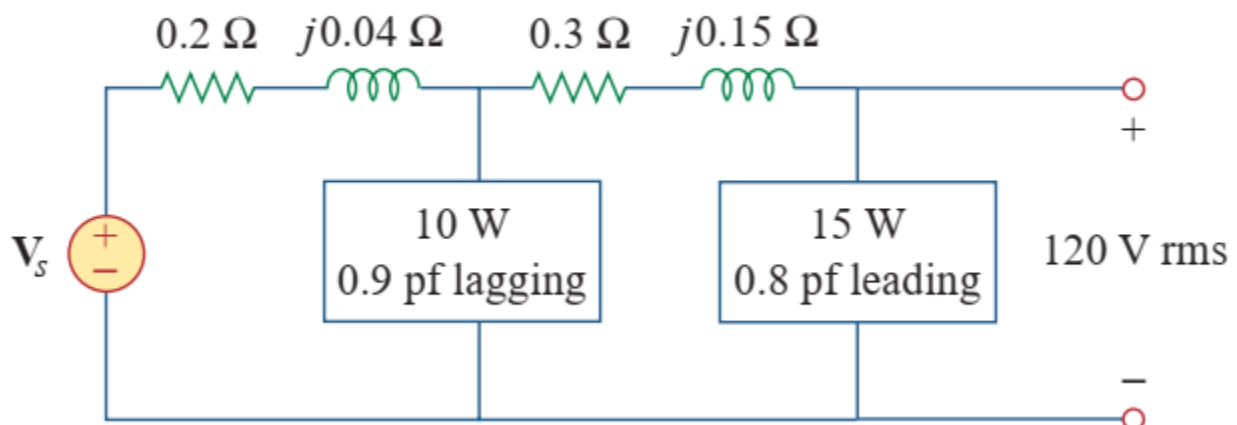 0.2 Ω j0.04 Ω 0.3 Ω j0.15 Ω
+
10 W
0.9 pf lagging
15 W
0.8 pf leading
V_s
+
−
120 V rms
−